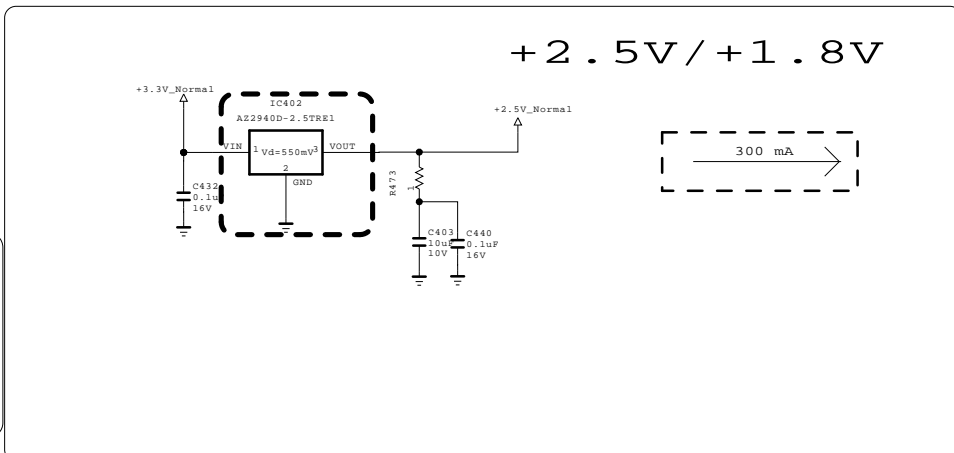 +2.5V/+1.8V
+3.3V_Normal
IC402
AZ2940D-2.5TRE1
+2.5V_Normal
VIN
1
Vd=550mV
3
VOUT
2
GND
300 mA
R473
1
C432
0.1u
16V
C403
10uF
10V
C440
0.1uF
16V